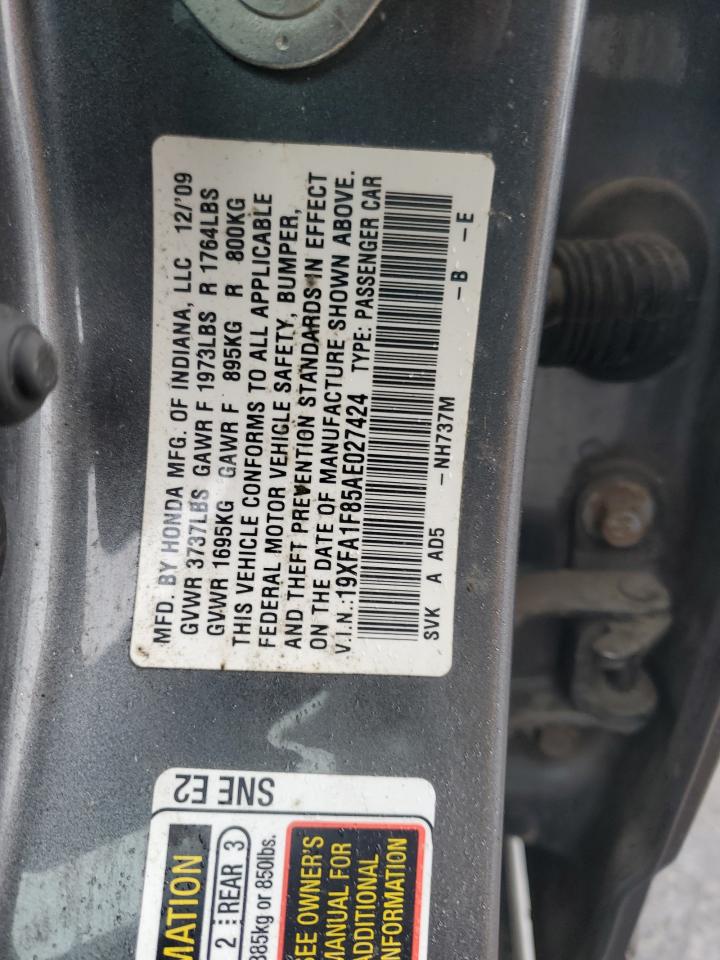 MFD. BY HONDA MFG. OF INDIANA, LLC 12/'09
GVWR 3737LBS GAWR F 1973LBS R 1764LBS
GVWR 1695KG GAWR F 895KG R 800KG
THIS VEHICLE CONFORMS TO ALL APPLICABLE
FEDERAL MOTOR VEHICLE SAFETY, BUMPER,
AND THEFT PREVENTION STANDARDS IN EFFECT
ON THE DATE OF MANUFACTURE SHOWN ABOVE.
V.I.N.:19XFA1F85AE027424 TYPE: PASSENGER CAR
SVK A AD5 -NH737M -B -E
SNE E2
MATION
2 REAR 3
385kg or 850lbs.
SEE OWNER'S
MANUAL FOR
ADDITIONAL
INFORMATION